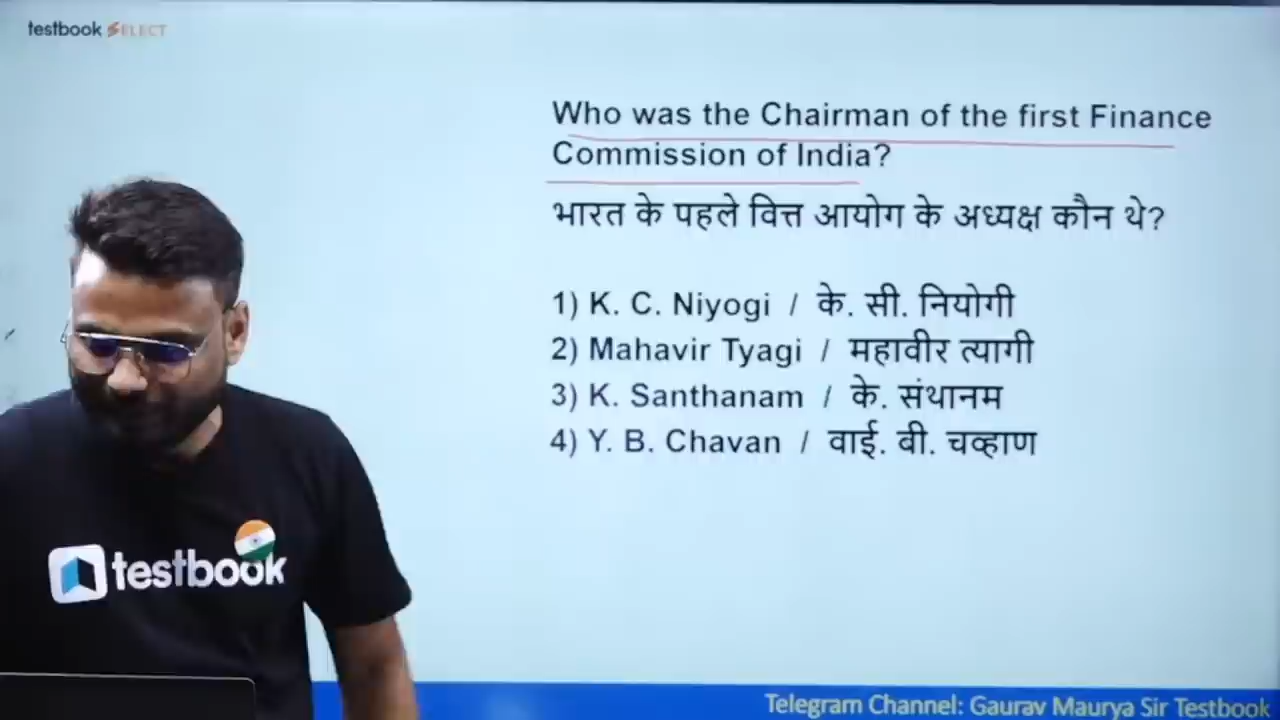 testbook SELECT
Who was the Chairman of the first Finance
Commission of India?
भारत के पहले वित्त आयोग के अध्यक्ष कौन थे?
1) K. C. Niyogi / के. सी. नियोगी
2) Mahavir Tyagi / महावीर त्यागी
3) K. Santhanam / के. संथानम
4) Y. B. Chavan / वाई. बी. चव्हाण
testbook
Telegram Channel: Gaurav Maurya Sir Testbook